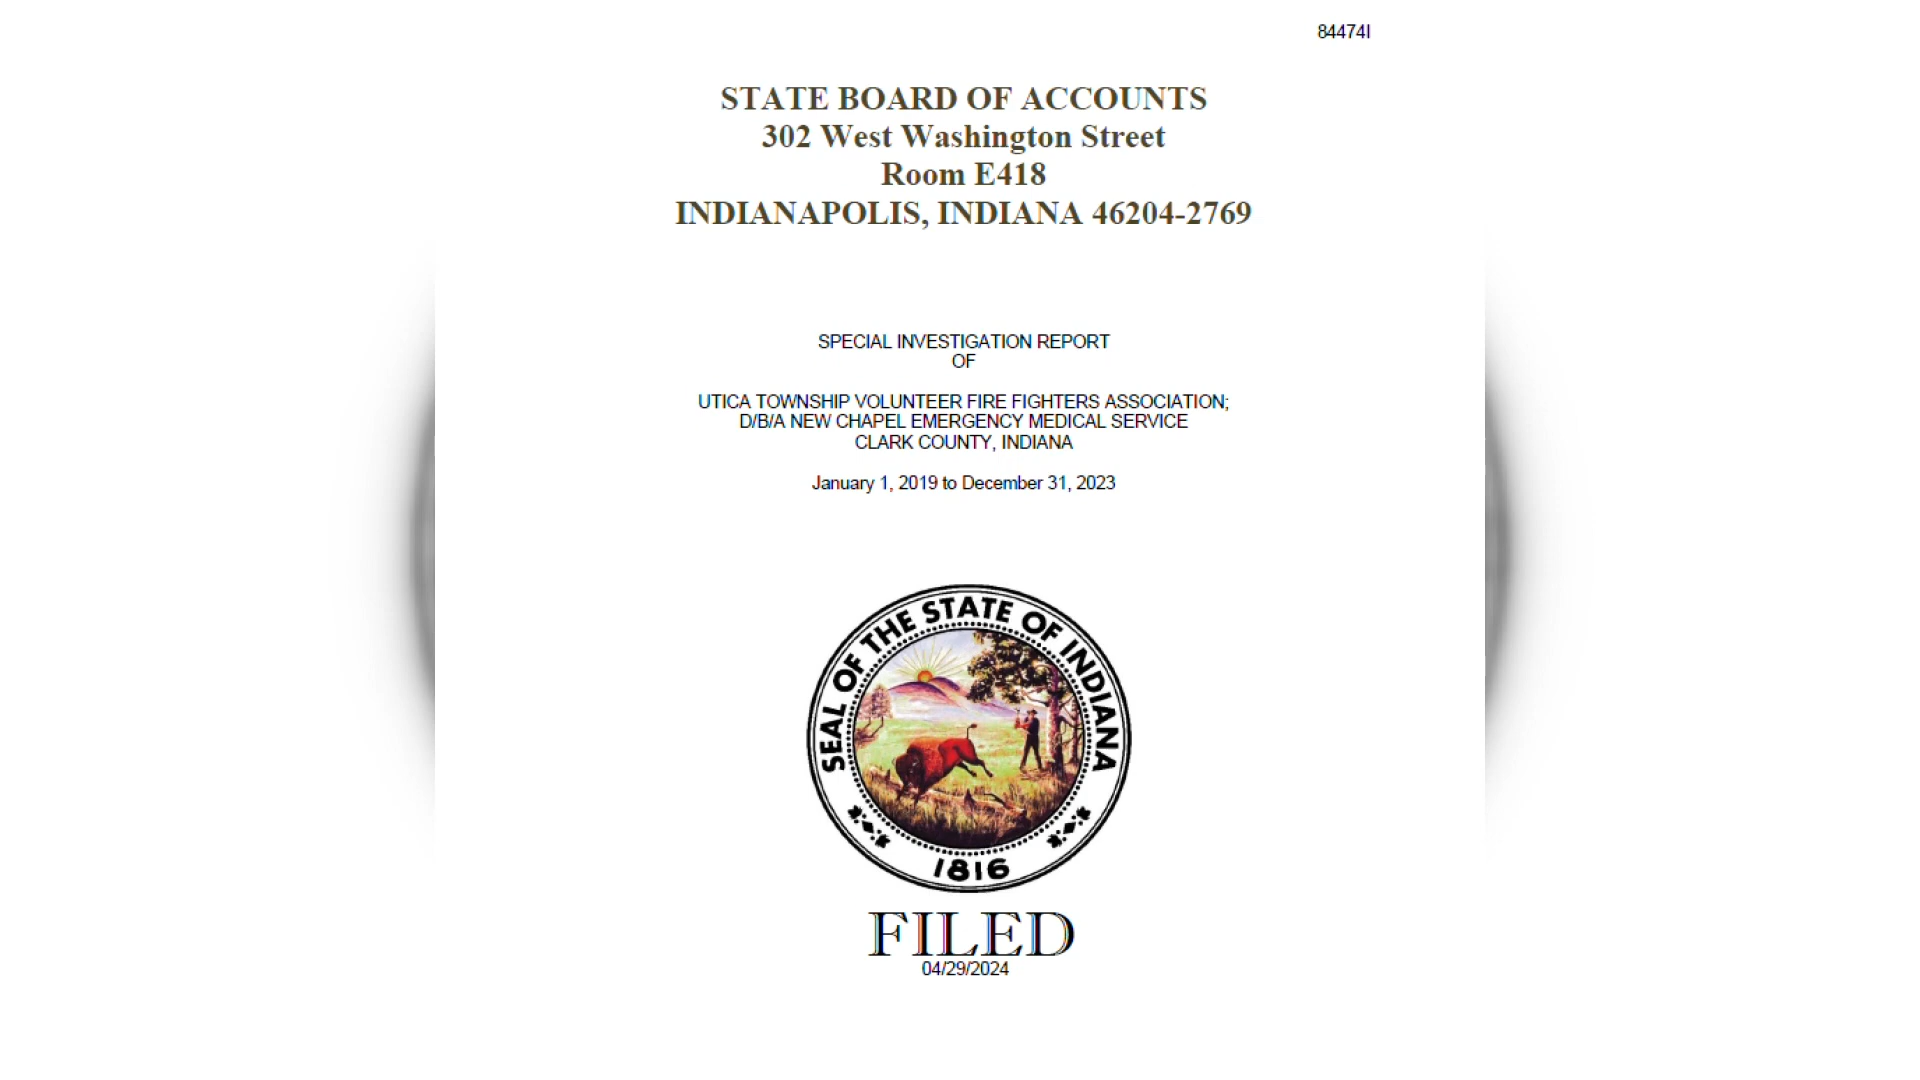 84474I
STATE BOARD OF ACCOUNTS
302 West Washington Street
Room E418
INDIANAPOLIS, INDIANA 46204-2769
SPECIAL INVESTIGATION REPORT
OF
UTICA TOWNSHIP VOLUNTEER FIRE FIGHTERS ASSOCIATION;
D/B/A NEW CHAPEL EMERGENCY MEDICAL SERVICE
CLARK COUNTY, INDIANA
January 1, 2019 to December 31, 2023
SEAL OF THE STATE OF INDIANA
1816
FILED
04/29/2024